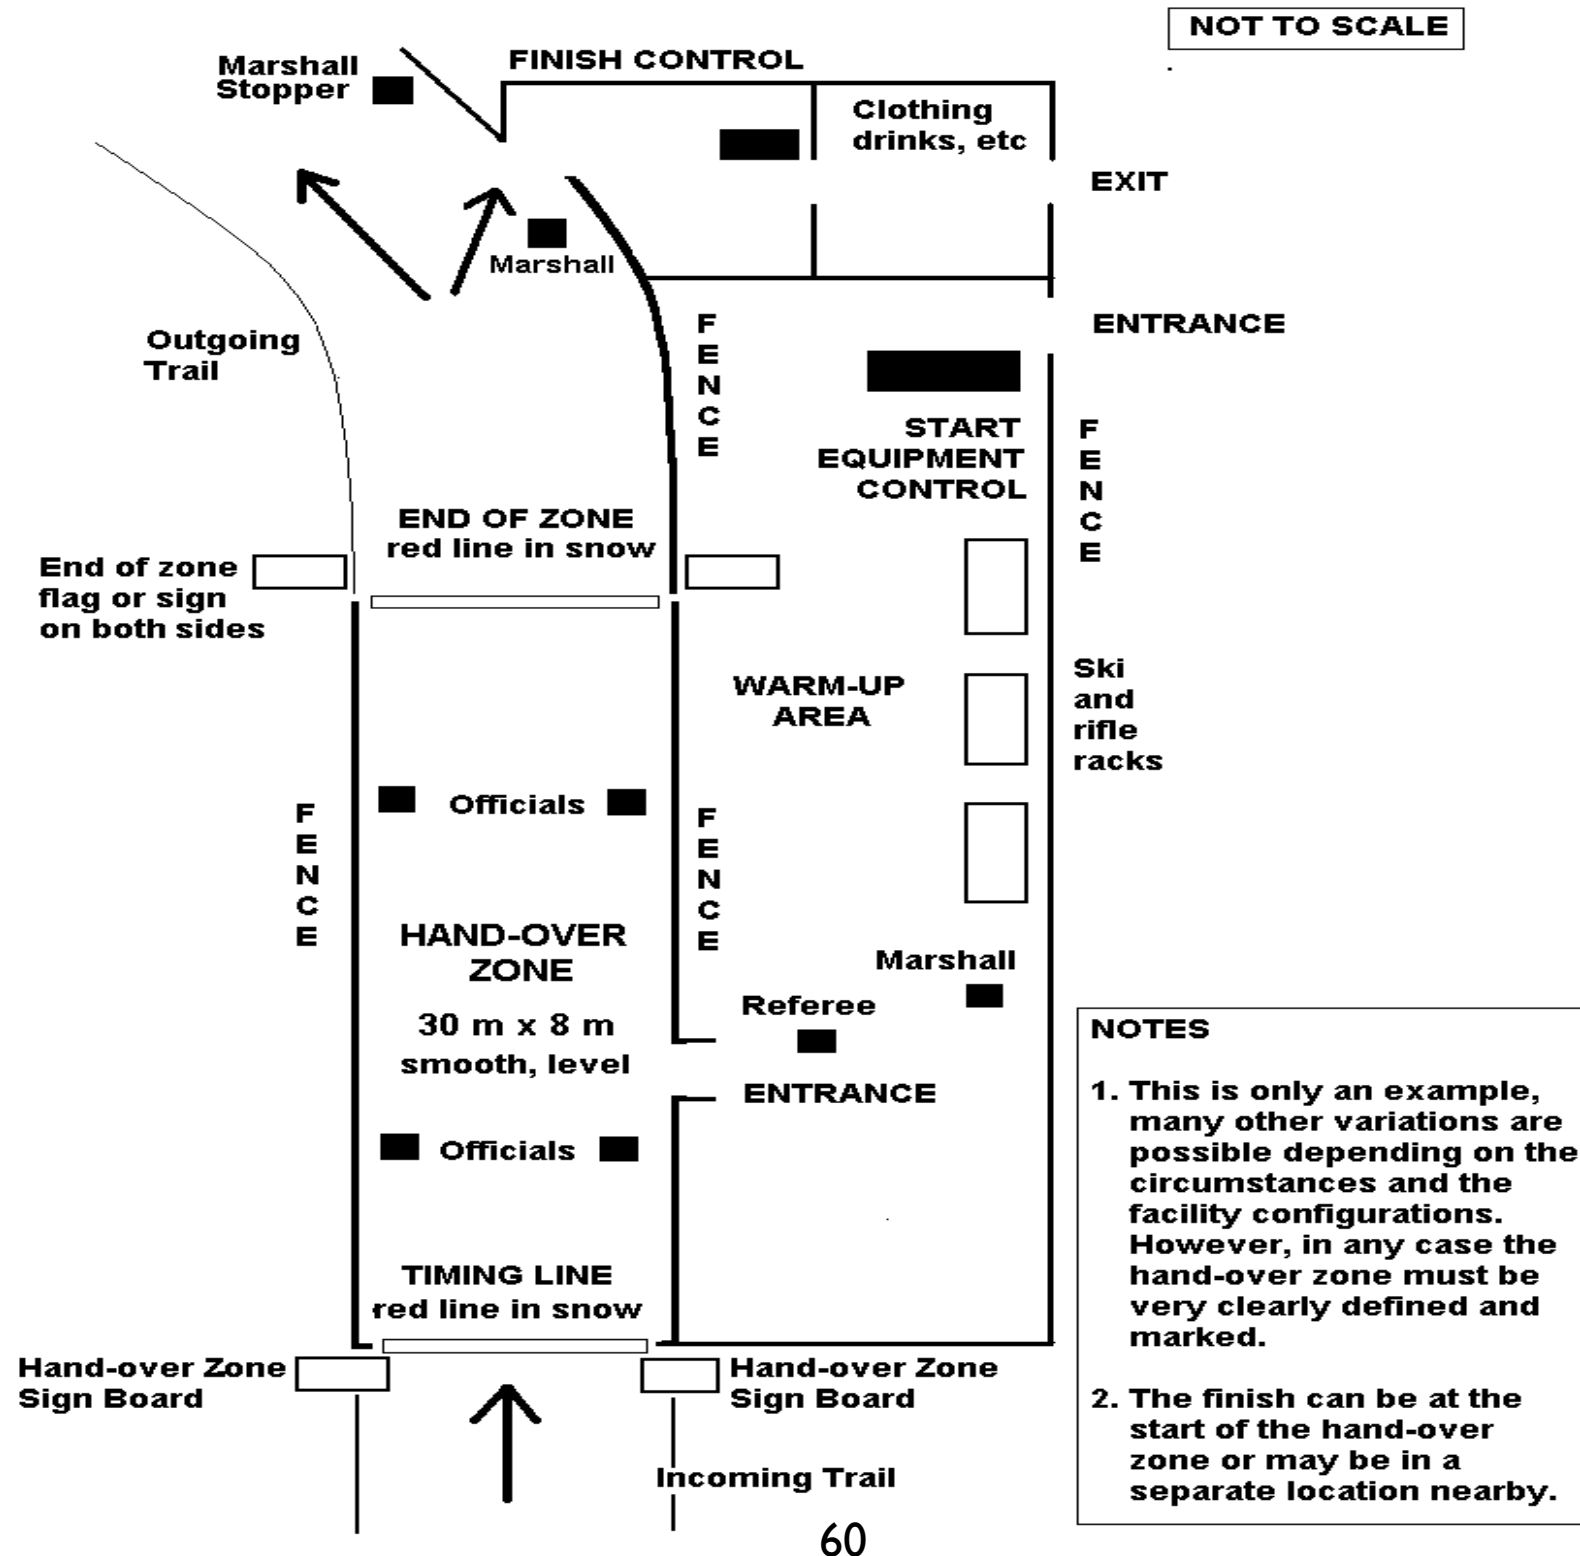 NOT TO SCALE
FINISH CONTROL
Marshall
Stopper
Clothing
drinks, etc
EXIT
Marshall
ENTRANCE
Outgoing
Trail
FENCE
START
EQUIPMENT
CONTROL
FENCE
END OF ZONE
red line in snow
End of zone
flag or sign
on both sides
WARM-UP
AREA
Ski
and
rifle
racks
Officials
FENCE
FENCE
HAND-OVER
ZONE
30 m x 8 m
smooth, level
Marshall
Referee
ENTRANCE
Officials
TIMING LINE
red line in snow
Hand-over Zone
Sign Board
Hand-over Zone
Sign Board
Incoming Trail
NOTES
1. This is only an example,
many other variations are
possible depending on the
circumstances and the
facility configurations.
However, in any case the
hand-over zone must be
very clearly defined and
marked.
2. The finish can be at the
start of the hand-over
zone or may be in a
separate location nearby.
60